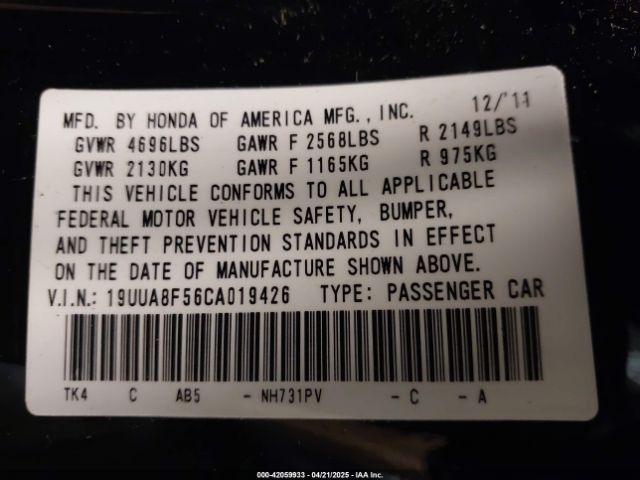 MFD. BY HONDA OF AMERICA MFG., INC. 12/'11
GVWR 4696LBS GAWR F 2568LBS R 2149LBS
GVWR 2130KG GAWR F 1165KG R 975KG
THIS VEHICLE CONFORMS TO ALL APPLICABLE
FEDERAL MOTOR VEHICLE SAFETY, BUMPER,
AND THEFT PREVENTION STANDARDS IN EFFECT
ON THE DATE OF MANUFACTURE SHOWN ABOVE.
V.I.N.: 19UUA8F56CA019426 TYPE: PASSENGER CAR
TK4 C AB5 - NH731PV - C - A
000-42059933 - 04/21/2025 - IAA Inc.